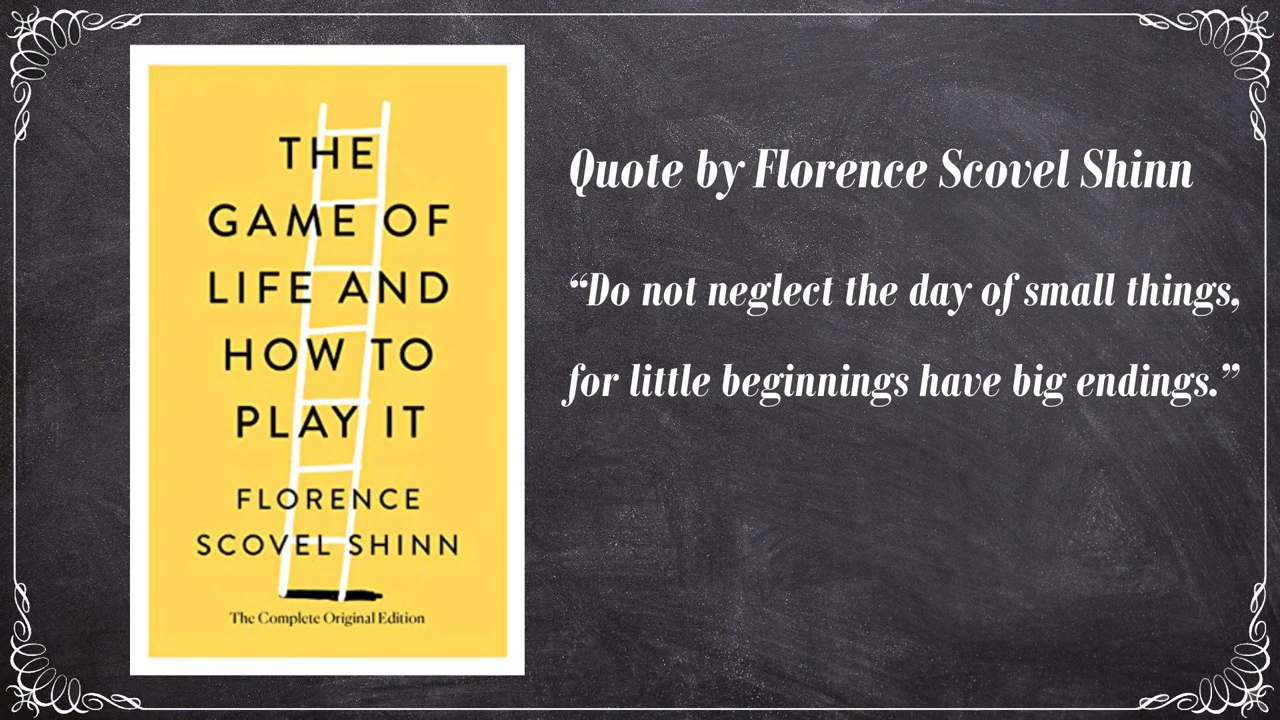 THE
GAME OF
LIFE AND
HOW TO
PLAY IT
FLORENCE
SCOVEL SHINN
The Complete Original Edition
Quote by Florence Scovel Shinn
“Do not neglect the day of small things,
for little beginnings have big endings.”